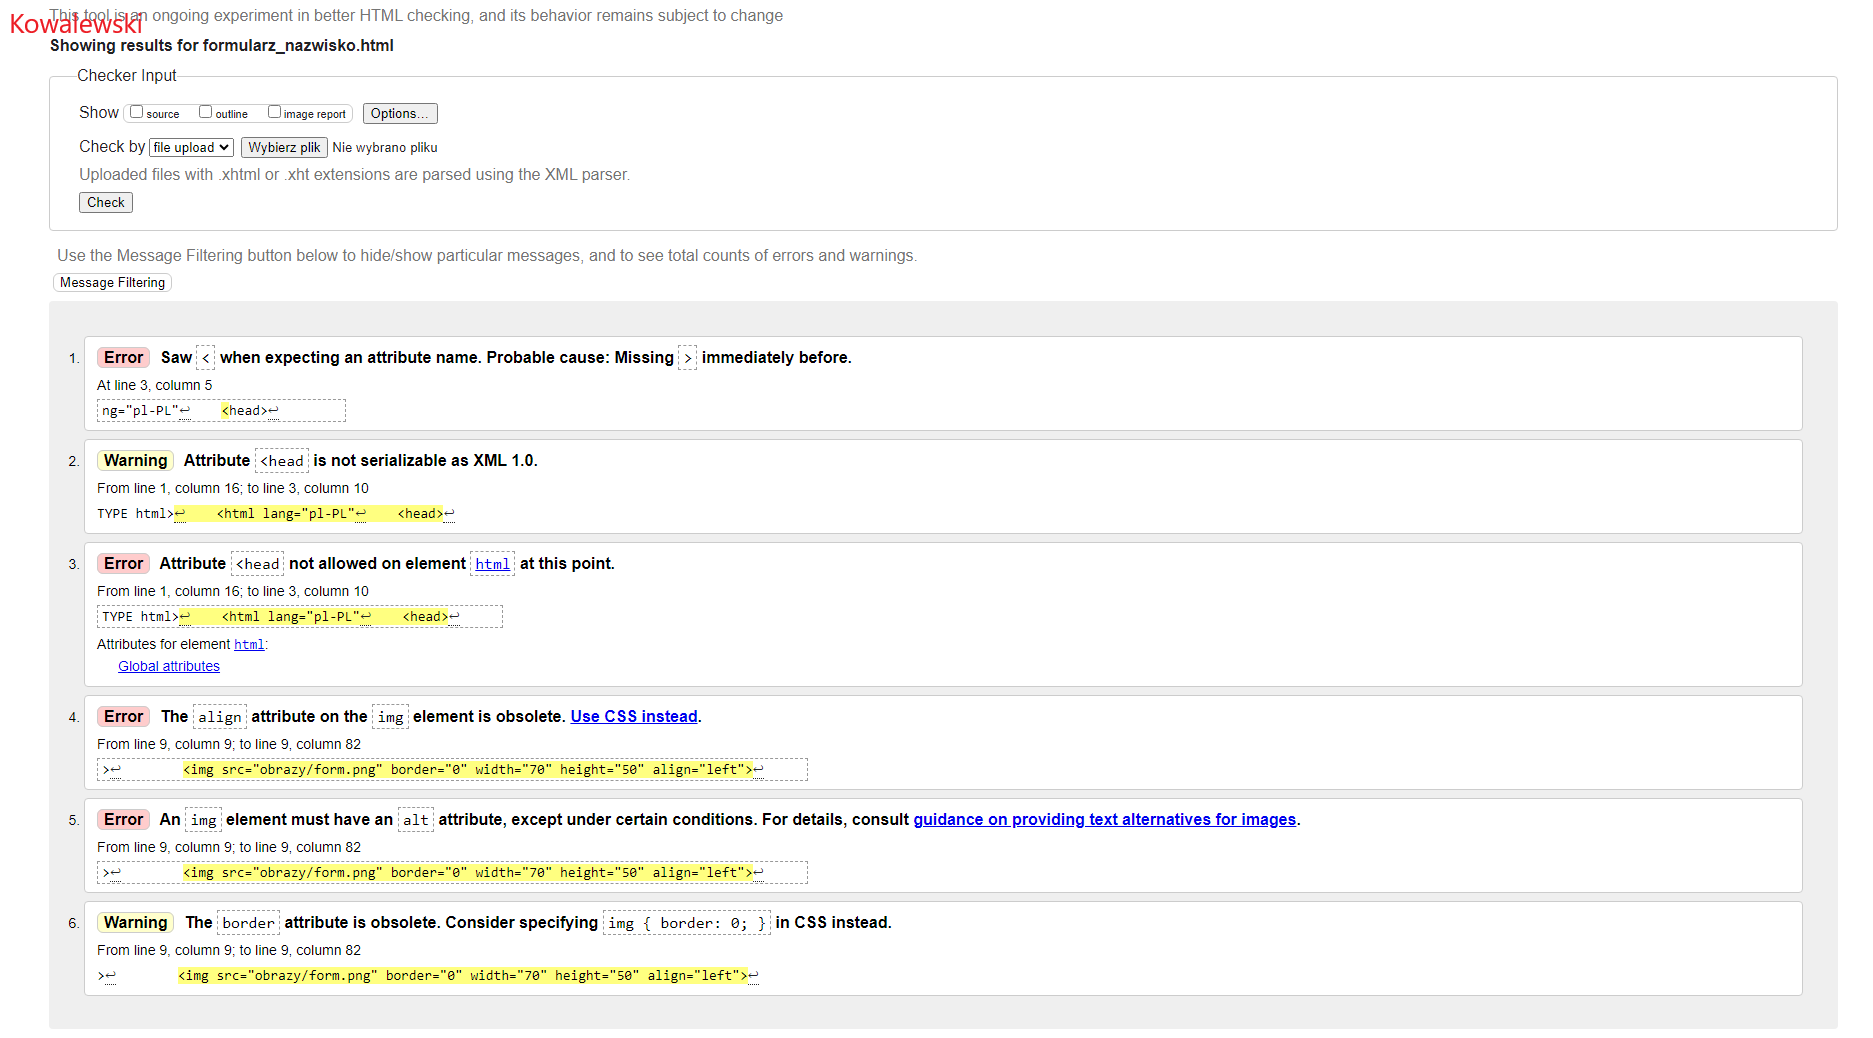 This tool is an ongoing experiment in better HTML checking, and its behavior remains subject to change
Kowalewski
Showing results for formularz_nazwisko.html
Checker Input
Show source outline image report Options...
Check by file upload Wybierz plik Nie wybrano pliku
Uploaded files with .xhtml or .xht extensions are parsed using the XML parser.
Check
Use the Message Filtering button below to hide/show particular messages, and to see total counts of errors and warnings.
Message Filtering
1. Error Saw < when expecting an attribute name. Probable cause: Missing > immediately before.
At line 3, column 5
ng="pl-PL"↩ <head>↩
2. Warning Attribute <head is not serializable as XML 1.0.
From line 1, column 16; to line 3, column 10
TYPE html>↩ <html lang="pl-PL"↩ <head>↩
3. Error Attribute <head not allowed on element html at this point.
From line 1, column 16; to line 3, column 10
TYPE html>↩ <html lang="pl-PL"↩ <head>↩
Attributes for element html:
Global attributes
4. Error The align attribute on the img element is obsolete. Use CSS instead.
From line 9, column 9; to line 9, column 82
>↩ <img src="obrazy/form.png" border="0" width="70" height="50" align="left">↩
5. Error An img element must have an alt attribute, except under certain conditions. For details, consult guidance on providing text alternatives for images.
From line 9, column 9; to line 9, column 82
>↩ <img src="obrazy/form.png" border="0" width="70" height="50" align="left">↩
6. Warning The border attribute is obsolete. Consider specifying img { border: 0; } in CSS instead.
From line 9, column 9; to line 9, column 82
>↩ <img src="obrazy/form.png" border="0" width="70" height="50" align="left">↩